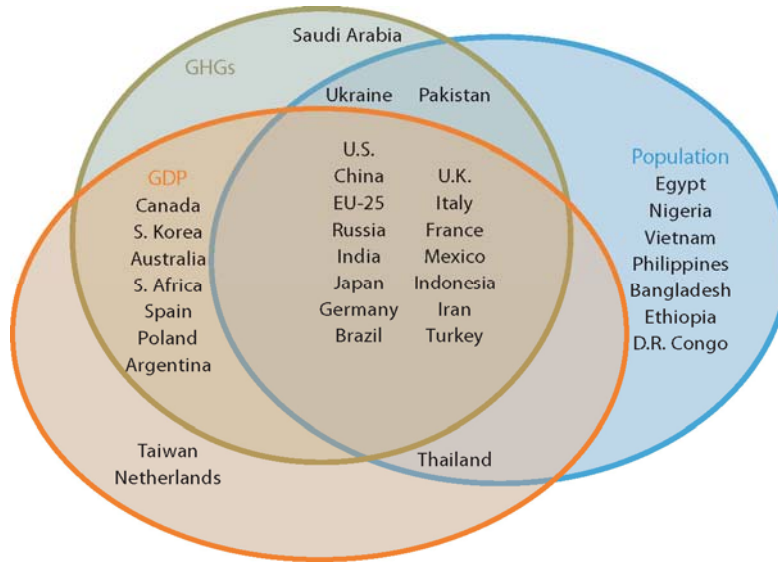 Saudi Arabia
GHGs
Ukraine Pakistan
GDP
Canada
S. Korea
Australia
S. Africa
Spain
Poland
Argentina
U.S.
China
EU-25
Russia
India
Japan
Germany
Brazil
U.K.
Italy
France
Mexico
Indonesia
Iran
Turkey
Population
Egypt
Nigeria
Vietnam
Philippines
Bangladesh
Ethiopia
D.R. Congo
Taiwan
Netherlands
Thailand